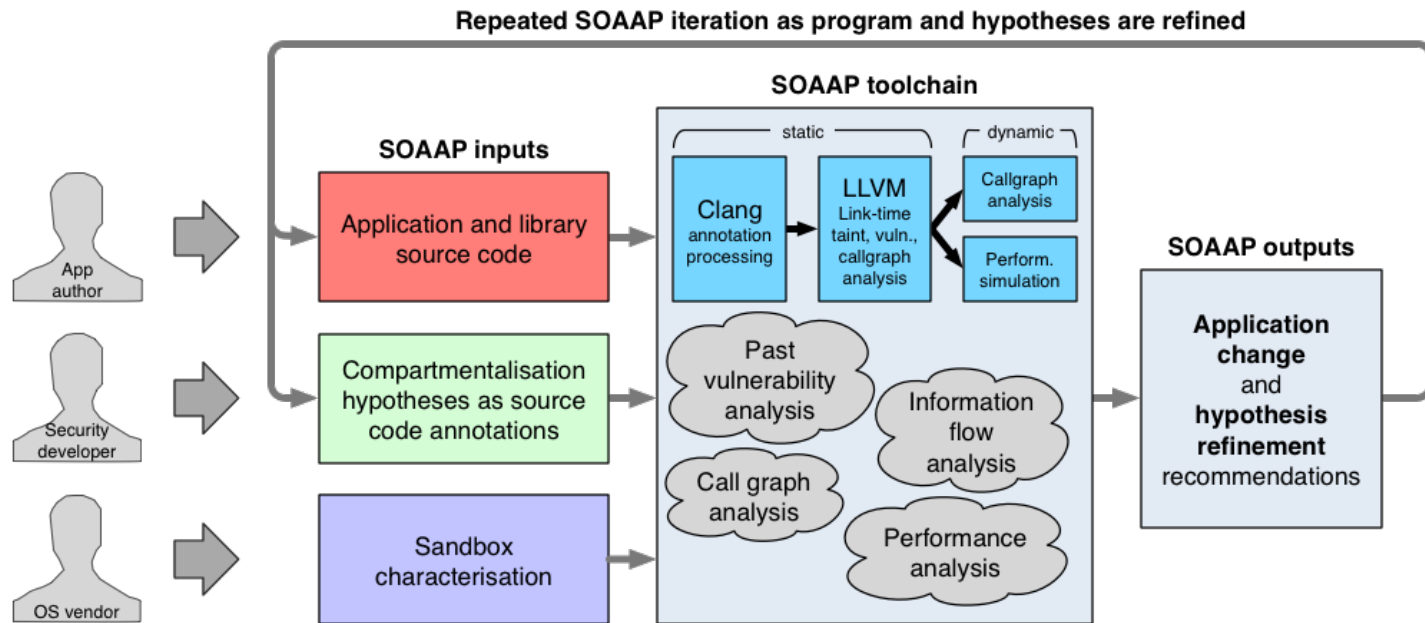 Repeated SOAAP iteration as program and hypotheses are refined
SOAAP toolchain
static
dynamic
SOAAP inputs
App
author
Application and library
source code
Clang
annotation
processing
LLVM
Link-time
taint, vuln.,
callgraph
analysis
Callgraph
analysis
Perform.
simulation
SOAAP outputs
Application
change
and
hypothesis
refinement
recommendations
Security
developer
Compartmentalisation
hypotheses as source
code annotations
Past
vulnerability
analysis
Information
flow
analysis
Call graph
analysis
Performance
analysis
OS vendor
Sandbox
characterisation